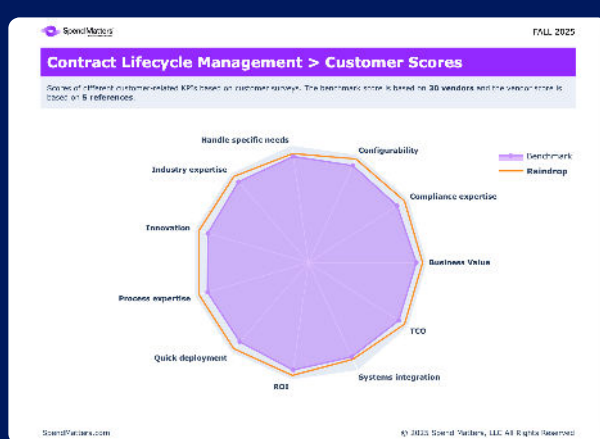 SpendMatters
FALL 2025
Contract Lifecycle Management > Customer Scores
Scores of different customer-related KPIs based on customer surveys. The benchmark score is based on 30 vendors and the vendor score is
based on 5 references.
Handle specific needs
Configurability
Benchmark
Industry expertise
Raindrop
Compliance expertise
Innovation
Business Value
Process expertise
TCO
Quick deployment
Systems integration
ROI
SpendMatters.com
© 2025 Spend Matters, LLC All Rights Reserved